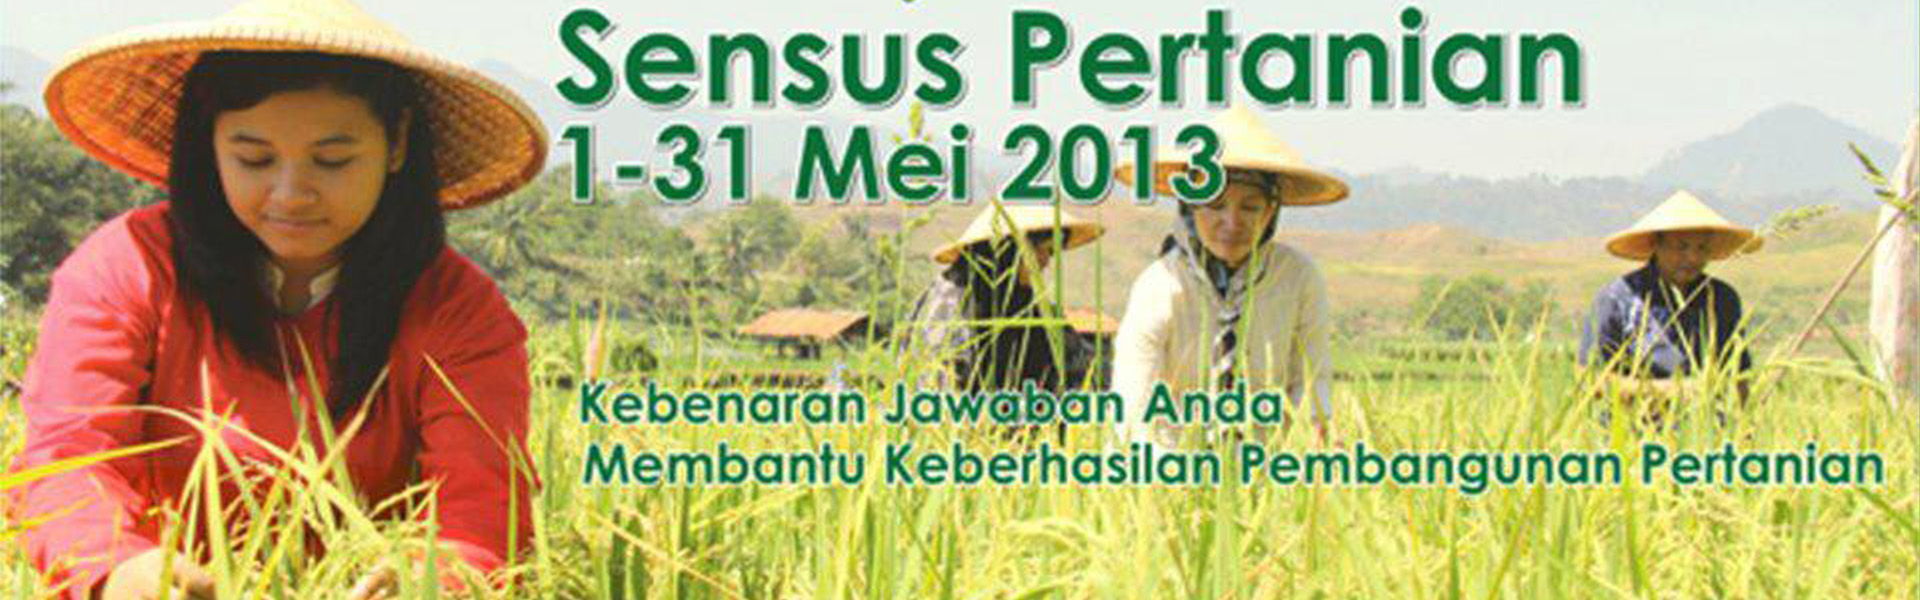 Sensus Pertanian
1-31 Mei 2013
Kebenaran Jawaban Anda
Membantu Keberhasilan Pembangunan Pertanian